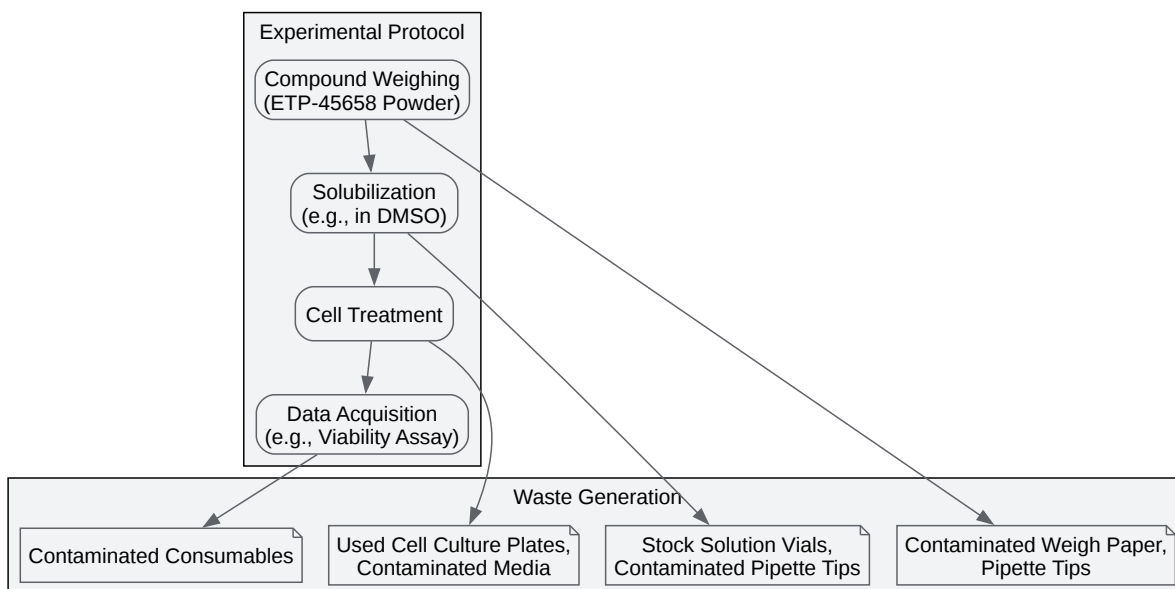 Experimental Protocol
Compound Weighing
(ETP-45658 Powder)
Solubilization
(e.g., in DMSO)
Cell Treatment
Data Acquisition
(e.g., Viability Assay)
Waste Generation
Contaminated Consumables
Used Cell Culture Plates,
Contaminated Media
Stock Solution Vials,
Contaminated Pipette Tips
Contaminated Weigh Paper,
Pipette Tips